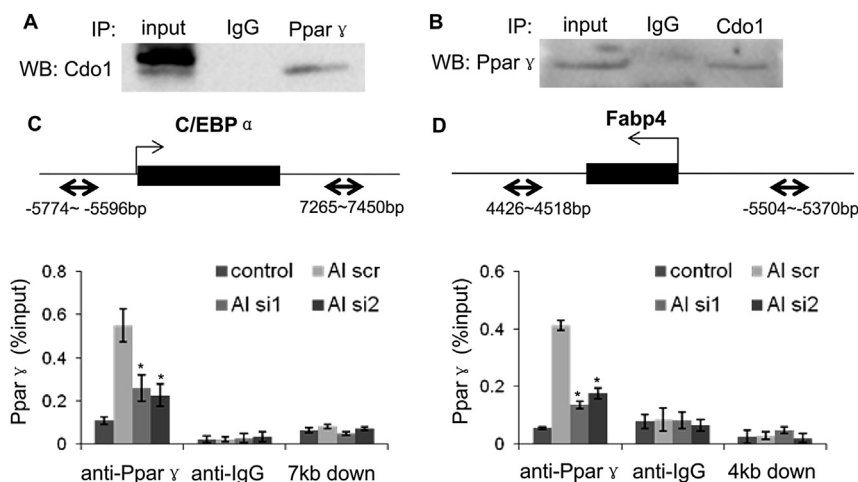 A
IP: input IgG Ppar ɣ
WB: Cdo1
B
IP: input IgG Cdo1
WB: Ppar ɣ
C
C/EBP α
-5774~ -5596bp
7265~7450bp
D
Fabp4
4426~4518bp
-5504~-5370bp
Ppar ɣ (%input)
0.8
0.6
0.4
0.2
0
control
AI scr
AI si1
AI si2
* *
anti-Ppar ɣ anti-IgG 7kb down
Ppar ɣ (%input)
0.6
0.4
0.2
0
control
AI scr
AI si1
AI si2
* *
anti-Ppar ɣ anti-IgG 4kb down